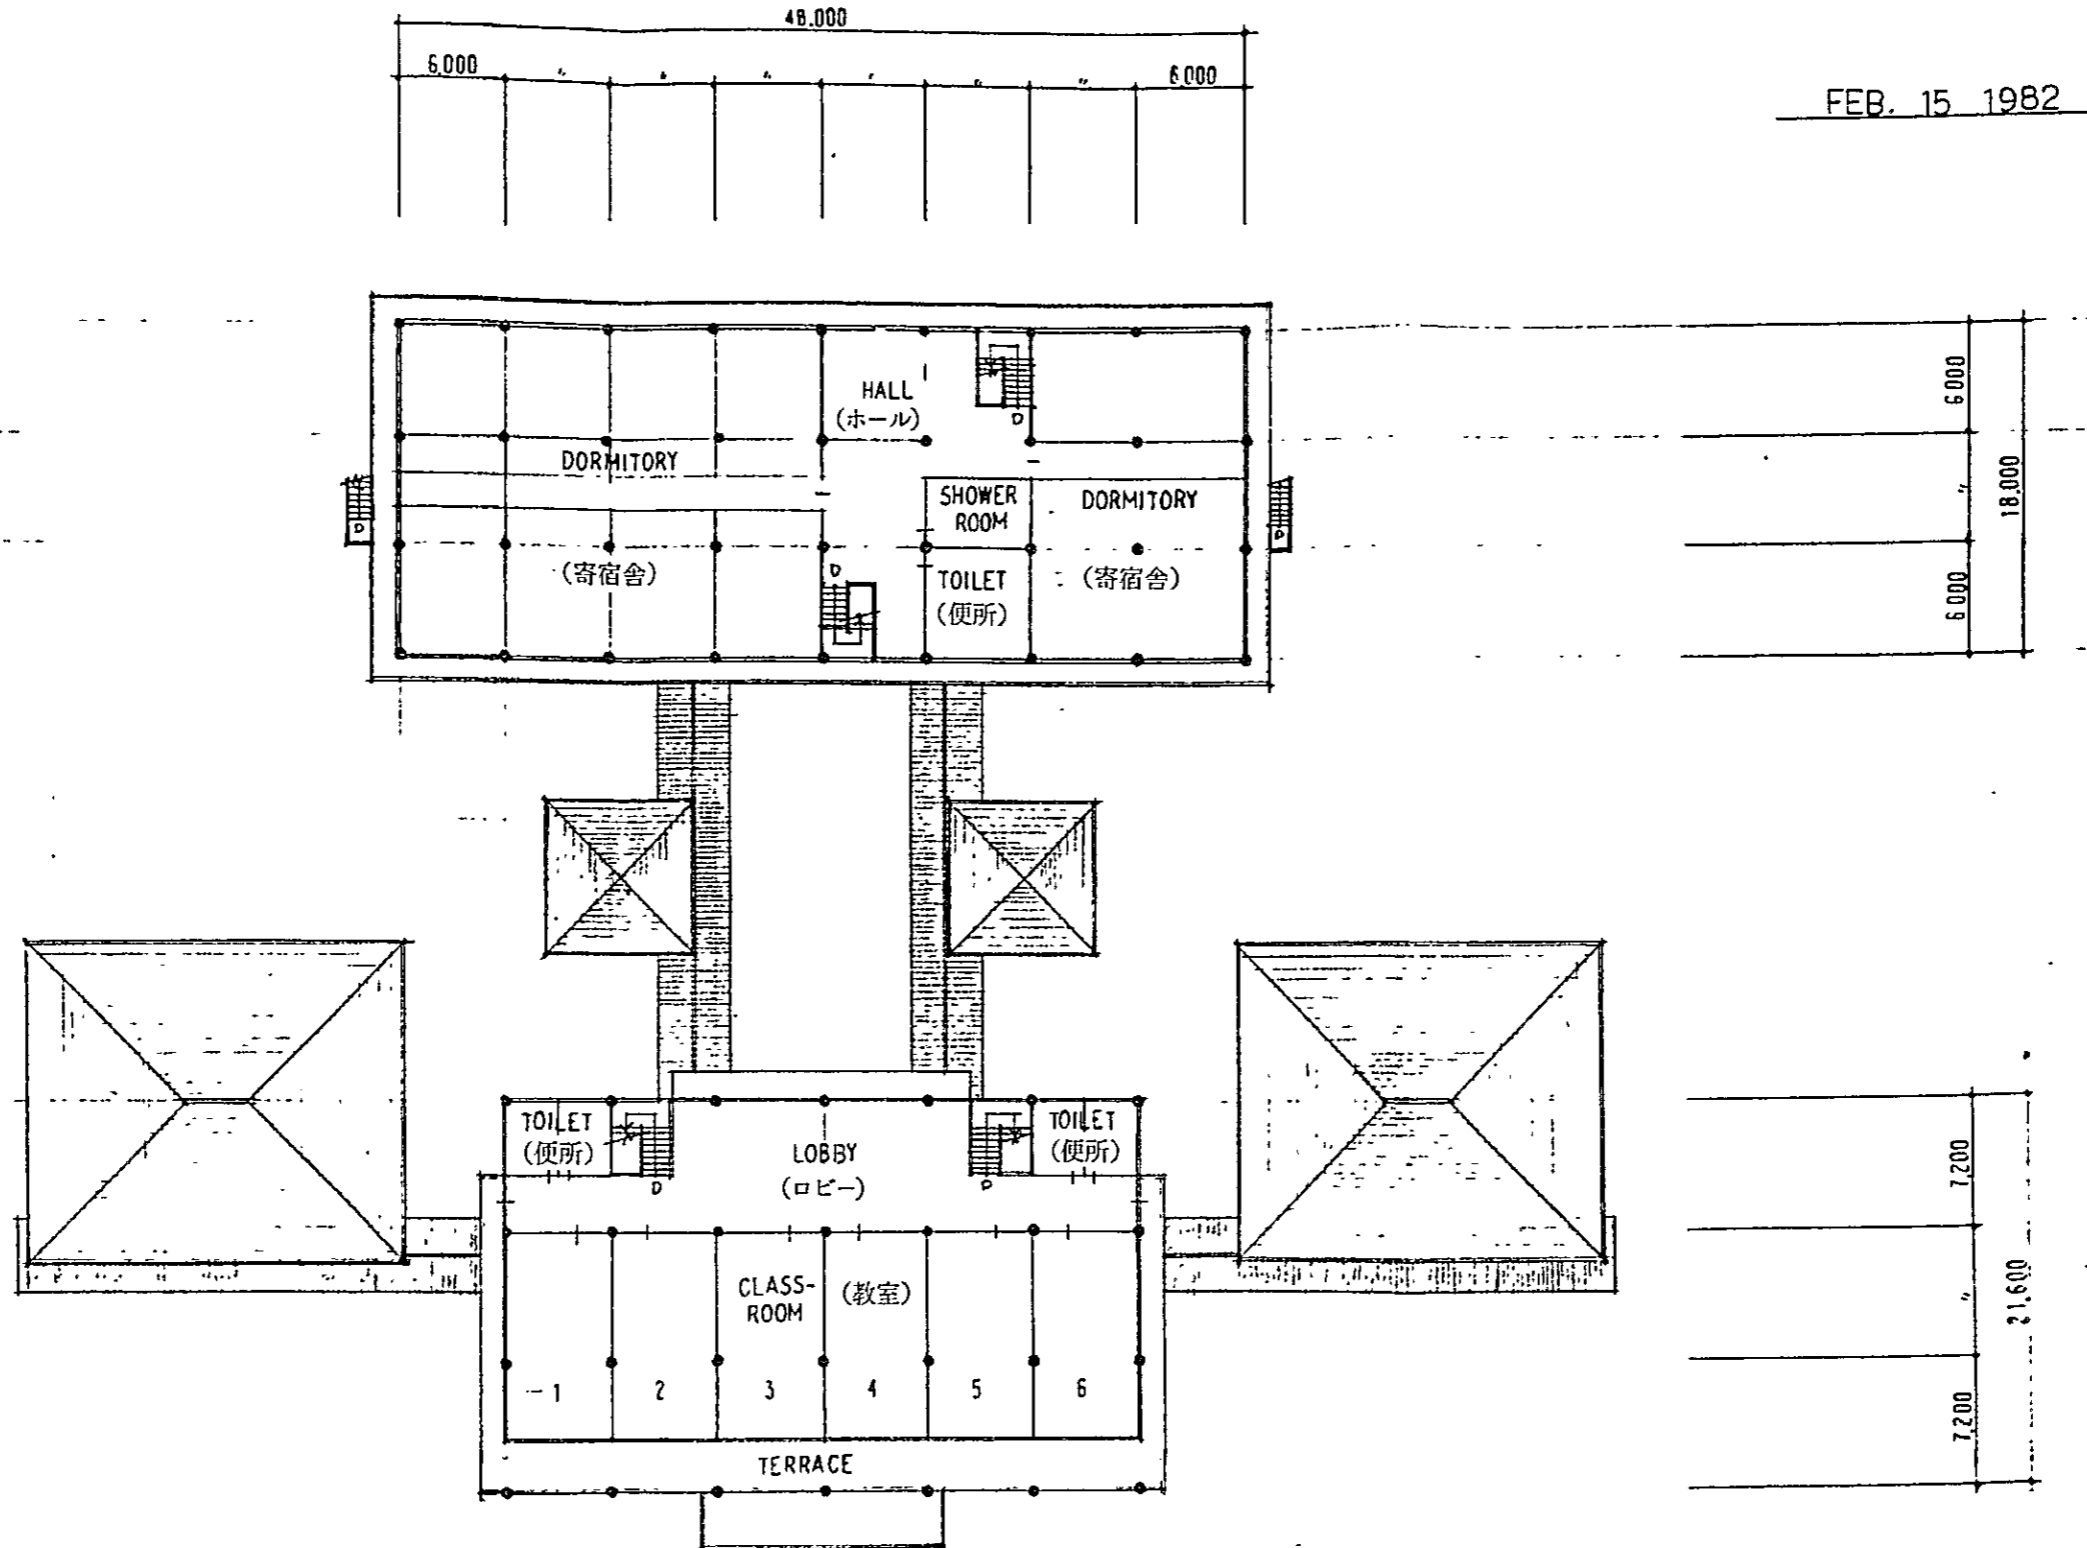 48.000
6,000 〃 〃 〃 〃 〃 〃 6 000
FEB. 15 1982
HALL
(ホール)
D
DORMITORY
SHOWER
ROOM
DORMITORY
D
D
(寄宿舎)
D
TOILET
(便所)
(寄宿舎)
6 000
〃
6 000
18,000
TOILET
(便所)
D
LOBBY
(ロビー)
D
TOILET
(便所)
CLASS-
ROOM
(教室)
1 2 3 4 5 6
TERRACE
7,200
〃
7,200
21,600